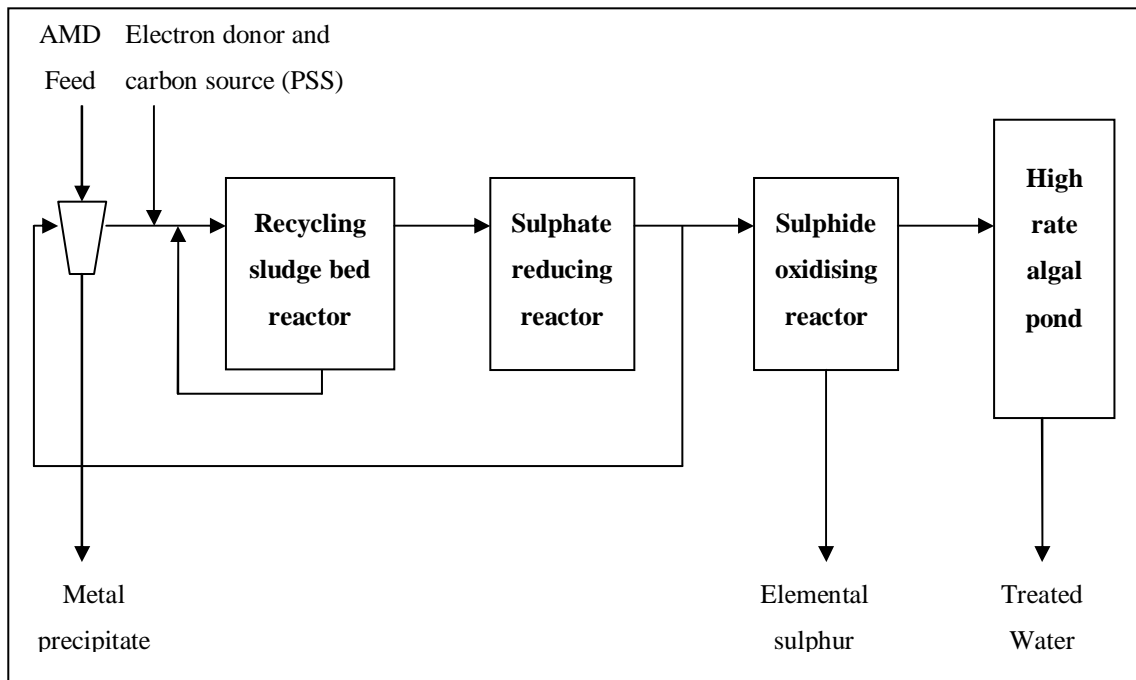 AMD
Feed
Electron donor and
carbon source (PSS)
Recycling
sludge bed
reactor
Sulphate
reducing
reactor
Sulphide
oxidising
reactor
High
rate
algal
pond
Metal
precipitate
Elemental
sulphur
Treated
Water